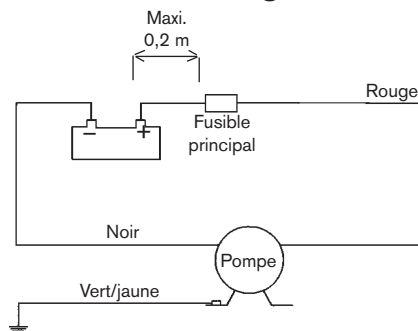 Maxi.
0,2 m
Rouge
− +
Fusible
principal
Noir
Pompe
Vert/jaune